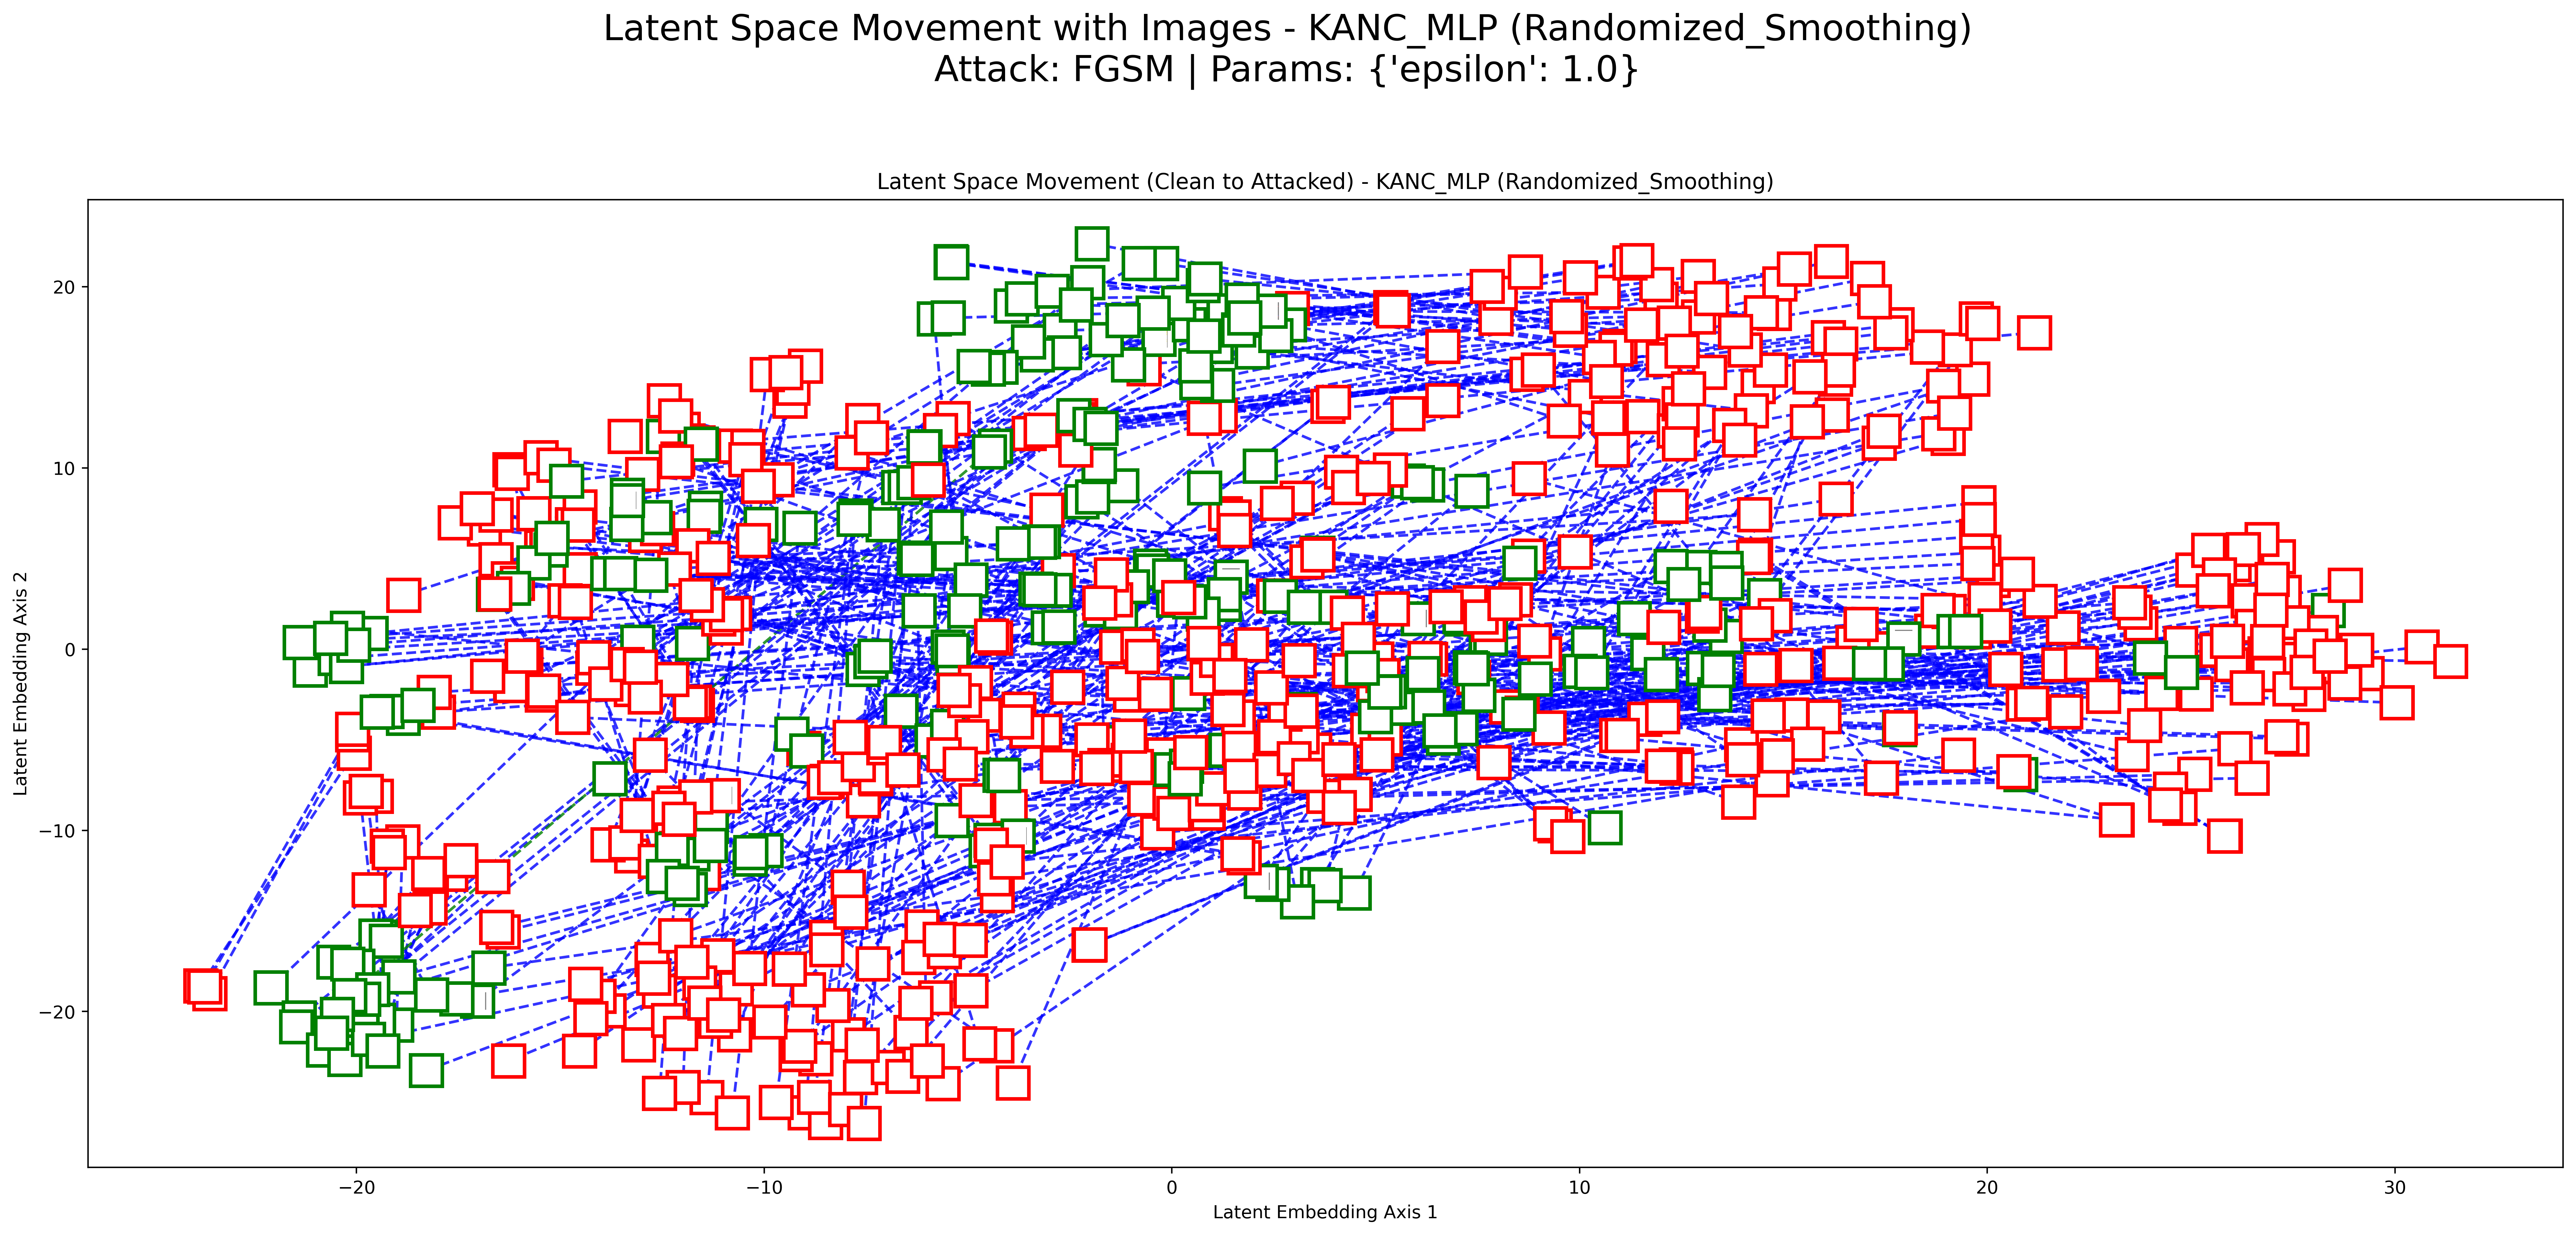 Latent Space Movement with Images - KANC_MLP (Randomized_Smoothing)
Attack: FGSM | Params: {'epsilon': 1.0}
Latent Space Movement (Clean to Attacked) - KANC_MLP (Randomized_Smoothing)
Latent Embedding Axis 2
20
10
0
−10
−20
−20
−10
0
10
20
30
Latent Embedding Axis 1